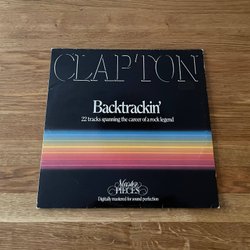 CLAPTON
Backtrackin'
22 tracks spanning the career of a rock legend
Master
PIECES
Digitally mastered for sound perfection